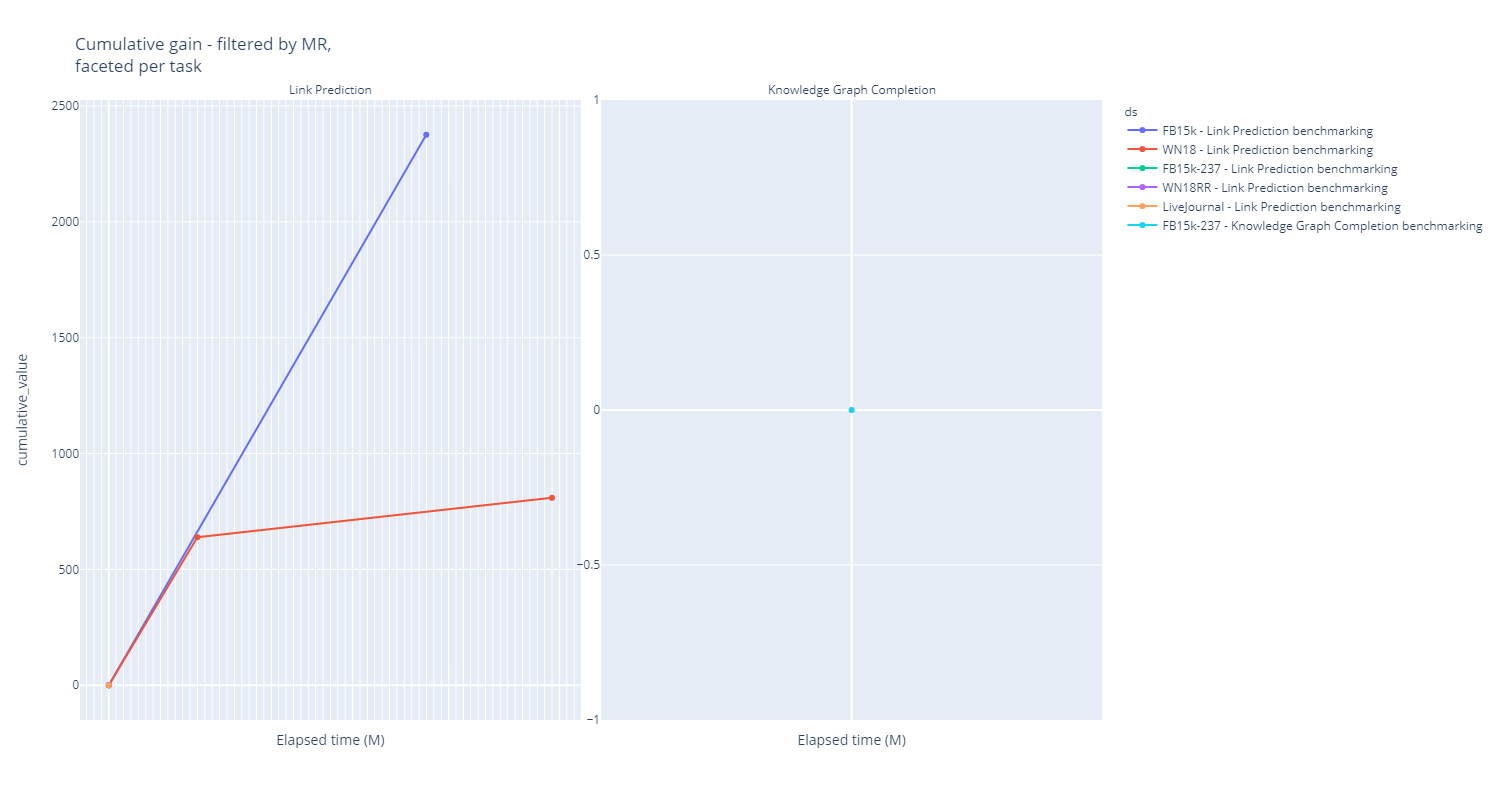 Cumulative gain - filtered by MR,
faceted per task
Link Prediction
Knowledge Graph Completion
2500
2000
1500
1000
500
0
cumulative_value
Elapsed time (M)
1
0.5
0
−0.5
−1
Elapsed time (M)
ds
FB15k - Link Prediction benchmarking
WN18 - Link Prediction benchmarking
FB15k-237 - Link Prediction benchmarking
WN18RR - Link Prediction benchmarking
LiveJournal - Link Prediction benchmarking
FB15k-237 - Knowledge Graph Completion benchmarking